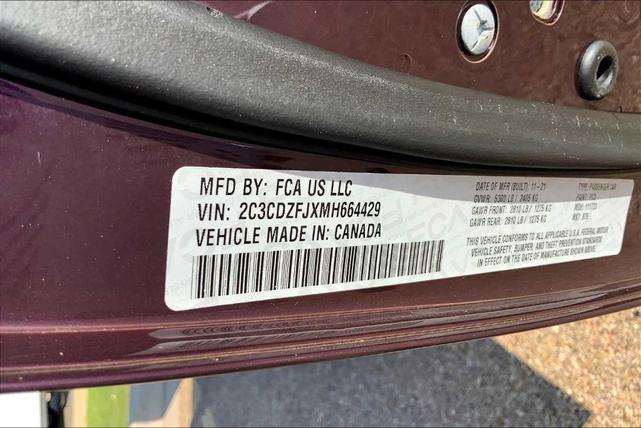 MFD BY: FCA US LLC
VIN: 2C3CDZFJXMH664429
VEHICLE MADE IN: CANADA
DATE OF MFR (BUILT): 11-21
GVWR: 5300 LB / 2405 KG
GAWR FRONT: 2810 LB / 1275 KG
GAWR REAR: 2810 LB / 1275 KG
TYPE: PASSENGER CAR
THIS VEHICLE CONFORMS TO ALL APPLICABLE U.S.A. FEDERAL MOTOR
VEHICLE SAFETY, BUMPER, AND THEFT PREVENTION STANDARDS
IN EFFECT ON THE DATE OF MANUFACTURE SHOWN ABOVE.